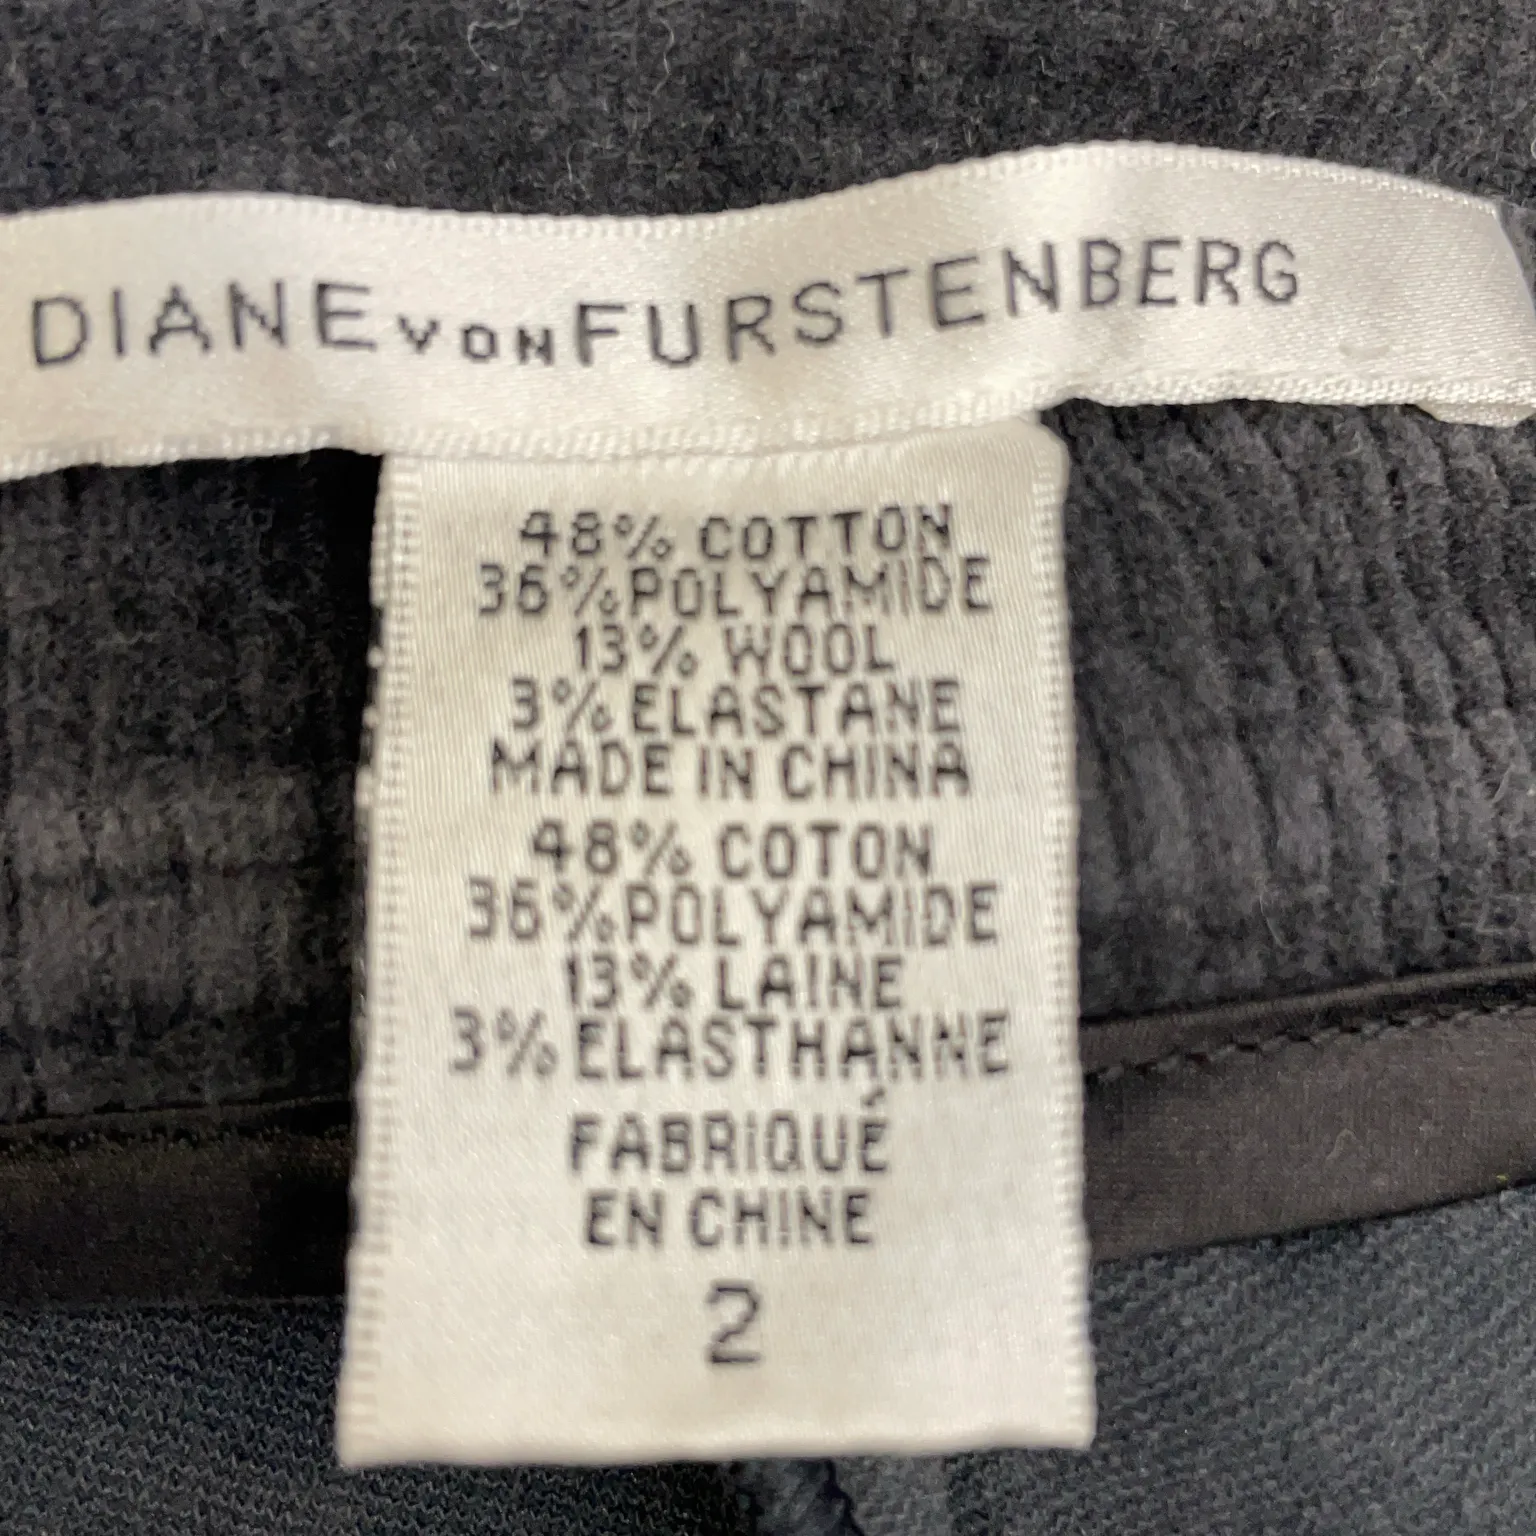 DIANE VON FURSTENBERG
48% COTTON
36% POLYAMIDE
13% WOOL
3% ELASTANE
MADE IN CHINA
48% COTON
36% POLYAMIDE
13% LAINE
3% ELASTHANNE
FABRIQUÉ
EN CHINE
2